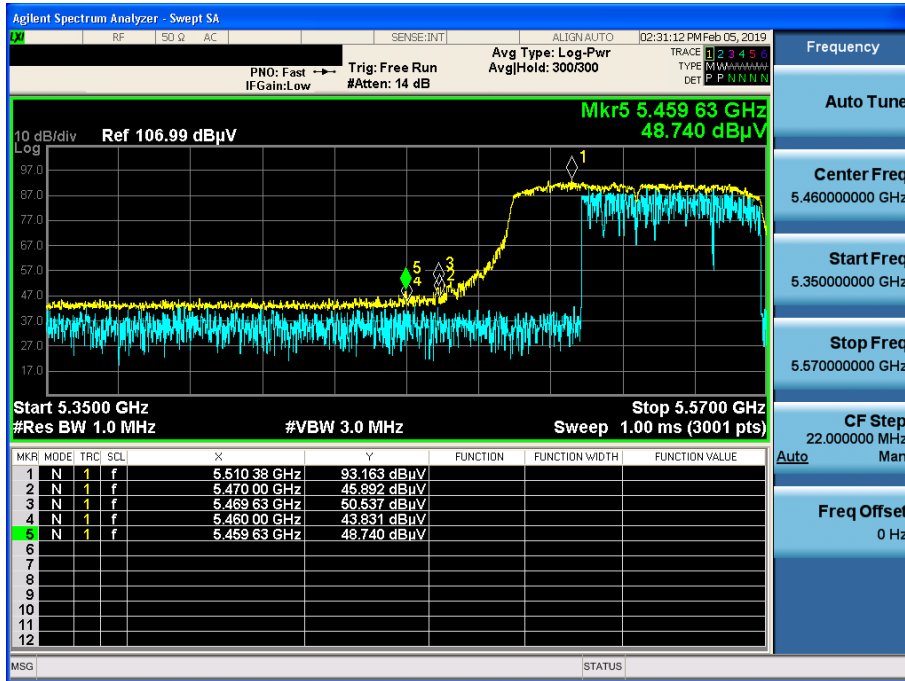 Agilent Spectrum Analyzer - Swept SA
LXI RF 50 Ω AC SENSE:INT ALIGN AUTO 02:31:12 PM Feb 05, 2019
PNO: Fast
IFGain:Low
Trig: Free Run
#Atten: 14 dB
Avg Type: Log-Pwr
Avg|Hold: 300/300
TRACE 1 2 3 4 5 6
TYPE M
DET P P N N N N
Mkr5 5.459 63 GHz
48.740 dBµV
10 dB/div Ref 106.99 dBµV
Log
97.0
87.0
77.0
67.0
57.0
47.0
37.0
27.0
17.0
1
5
3
4
2
Start 5.3500 GHz Stop 5.5700 GHz
#Res BW 1.0 MHz #VBW 3.0 MHz Sweep 1.00 ms (3001 pts)
MKR MODE TRC SCL X Y FUNCTION FUNCTION WIDTH FUNCTION VALUE
1 N 1 f 5.510 38 GHz 93.163 dBµV
2 N 1 f 5.470 00 GHz 45.892 dBµV
3 N 1 f 5.469 63 GHz 50.537 dBµV
4 N 1 f 5.460 00 GHz 43.831 dBµV
5 N 1 f 5.459 63 GHz 48.740 dBµV
6
7
8
9
10
11
12
MSG STATUS
Frequency
Auto Tune
Center Freq
5.460000000 GHz
Start Freq
5.350000000 GHz
Stop Freq
5.570000000 GHz
CF Step
22.000000 MHz
Auto Man
Freq Offset
0 Hz